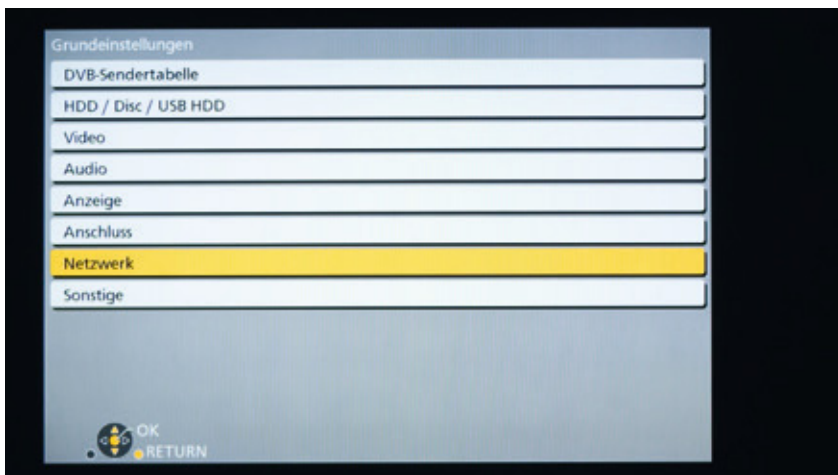 Grundeinstellungen
DVB-Sendertabelle
HDD / Disc / USB HDD
Video
Audio
Anzeige
Anschluss
Netzwerk
Sonstige
OK
RETURN